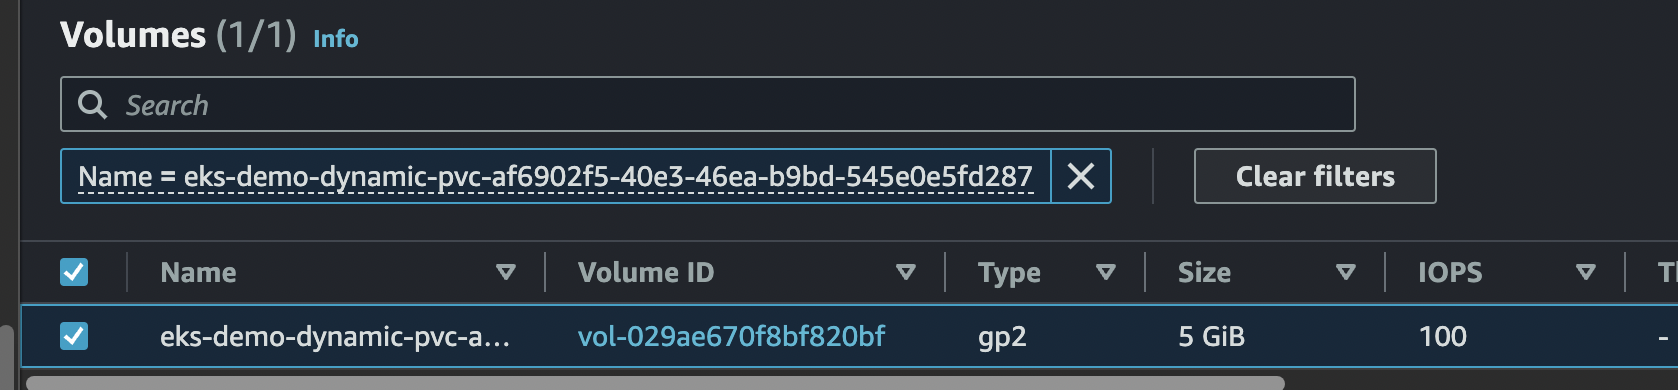 Volumes (1/1) Info
Search
Name = eks-demo-dynamic-pvc-af6902f5-40e3-46ea-b9bd-545e0e5fd287 Clear filters
Name Volume ID Type Size IOPS
eks-demo-dynamic-pvc-a... vol-029ae670f8bf820bf gp2 5 GiB 100 -